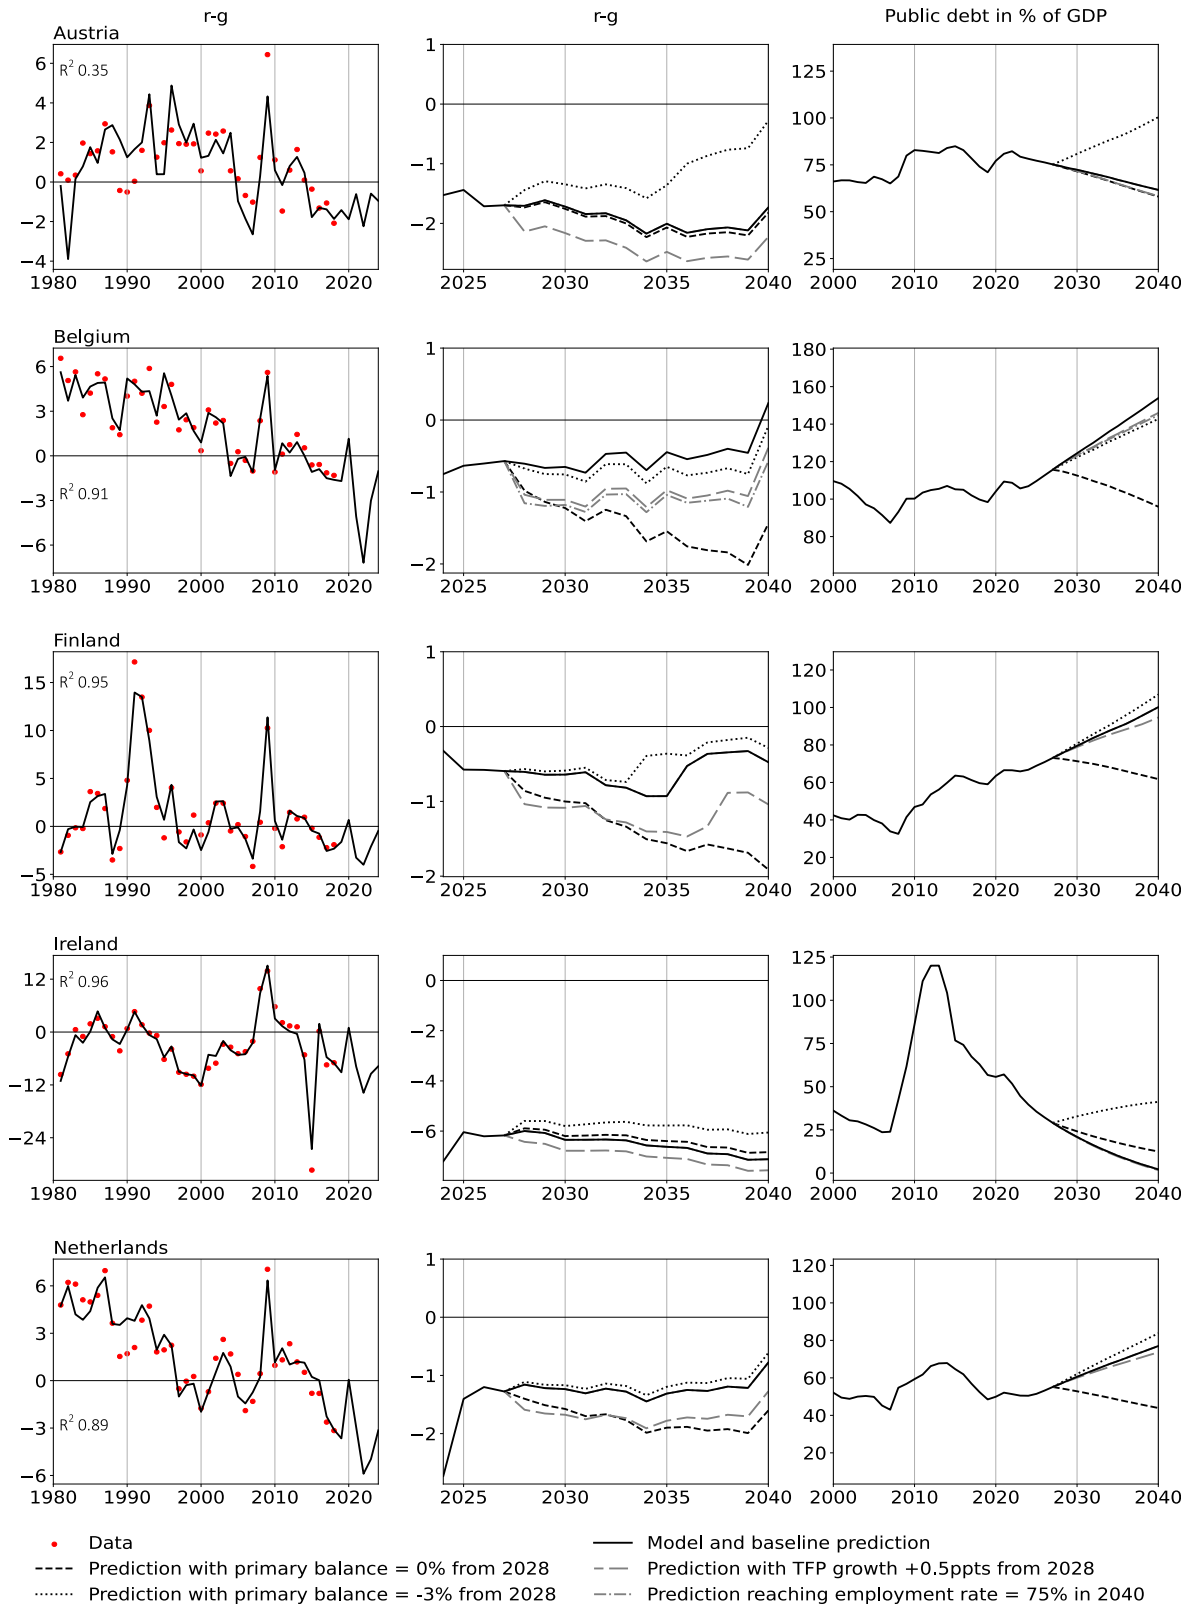 r-g
r-g
Public debt in % of GDP
Austria
R² 0.35
6
4
2
0
−2
−4
1980 1990 2000 2010 2020
1
0
−1
−2
2025 2030 2035 2040
125
100
75
50
25
2000 2010 2020 2030 2040
Belgium
R² 0.91
6
3
0
−3
−6
1980 1990 2000 2010 2020
1
0
−1
−2
2025 2030 2035 2040
180
160
140
120
100
80
60
2000 2010 2020 2030 2040
Finland
R² 0.95
15
10
5
0
−5
1980 1990 2000 2010 2020
1
0
−1
−2
2025 2030 2035 2040
120
100
80
60
40
20
2000 2010 2020 2030 2040
Ireland
R² 0.96
12
0
−12
−24
1980 1990 2000 2010 2020
0
−2
−4
−6
2025 2030 2035 2040
125
100
75
50
25
0
2000 2010 2020 2030 2040
Netherlands
R² 0.89
6
3
0
−3
−6
1980 1990 2000 2010 2020
1
0
−1
−2
2025 2030 2035 2040
100
80
60
40
20
2000 2010 2020 2030 2040
Data
Prediction with primary balance = 0% from 2028
Prediction with primary balance = -3% from 2028
Model and baseline prediction
Prediction with TFP growth +0.5ppts from 2028
Prediction reaching employment rate = 75% in 2040